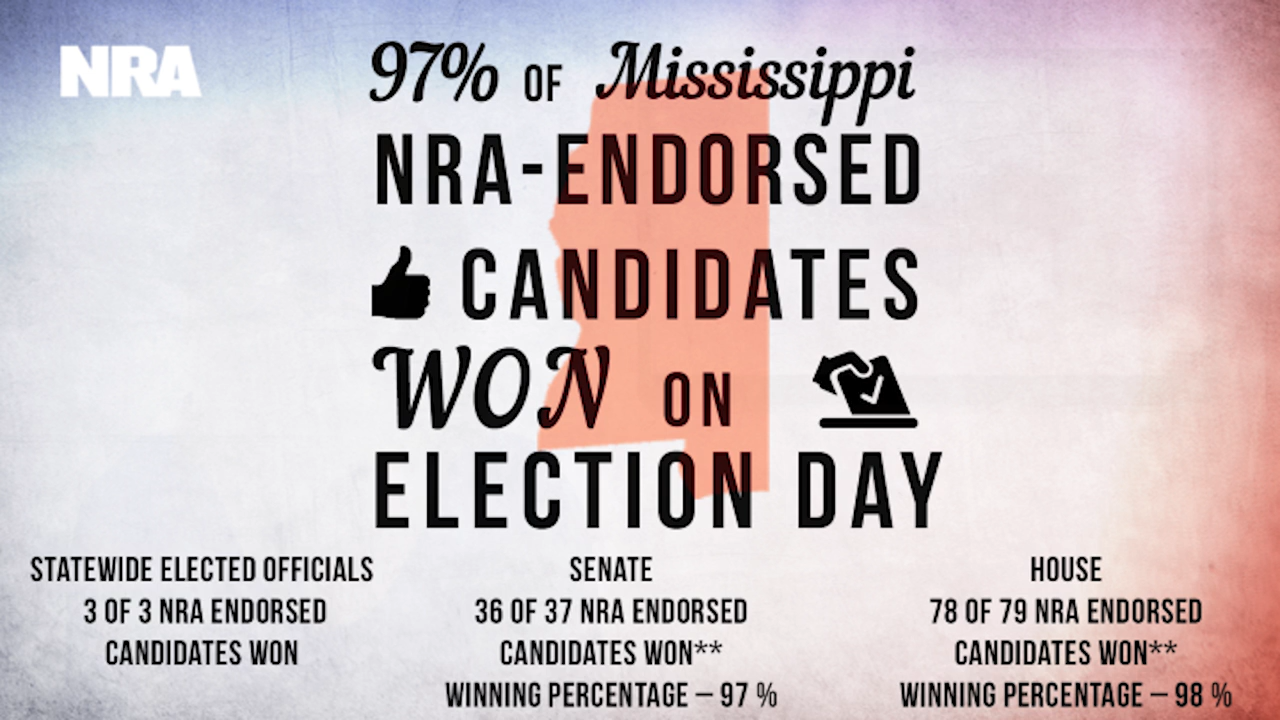 NRA
97% OF Mississippi
NRA-ENDORSED
CANDIDATES
WON ON
ELECTION DAY
STATEWIDE ELECTED OFFICIALS
3 OF 3 NRA ENDORSED
CANDIDATES WON
SENATE
36 OF 37 NRA ENDORSED
CANDIDATES WON**
WINNING PERCENTAGE – 97 %
HOUSE
78 OF 79 NRA ENDORSED
CANDIDATES WON**
WINNING PERCENTAGE – 98 %